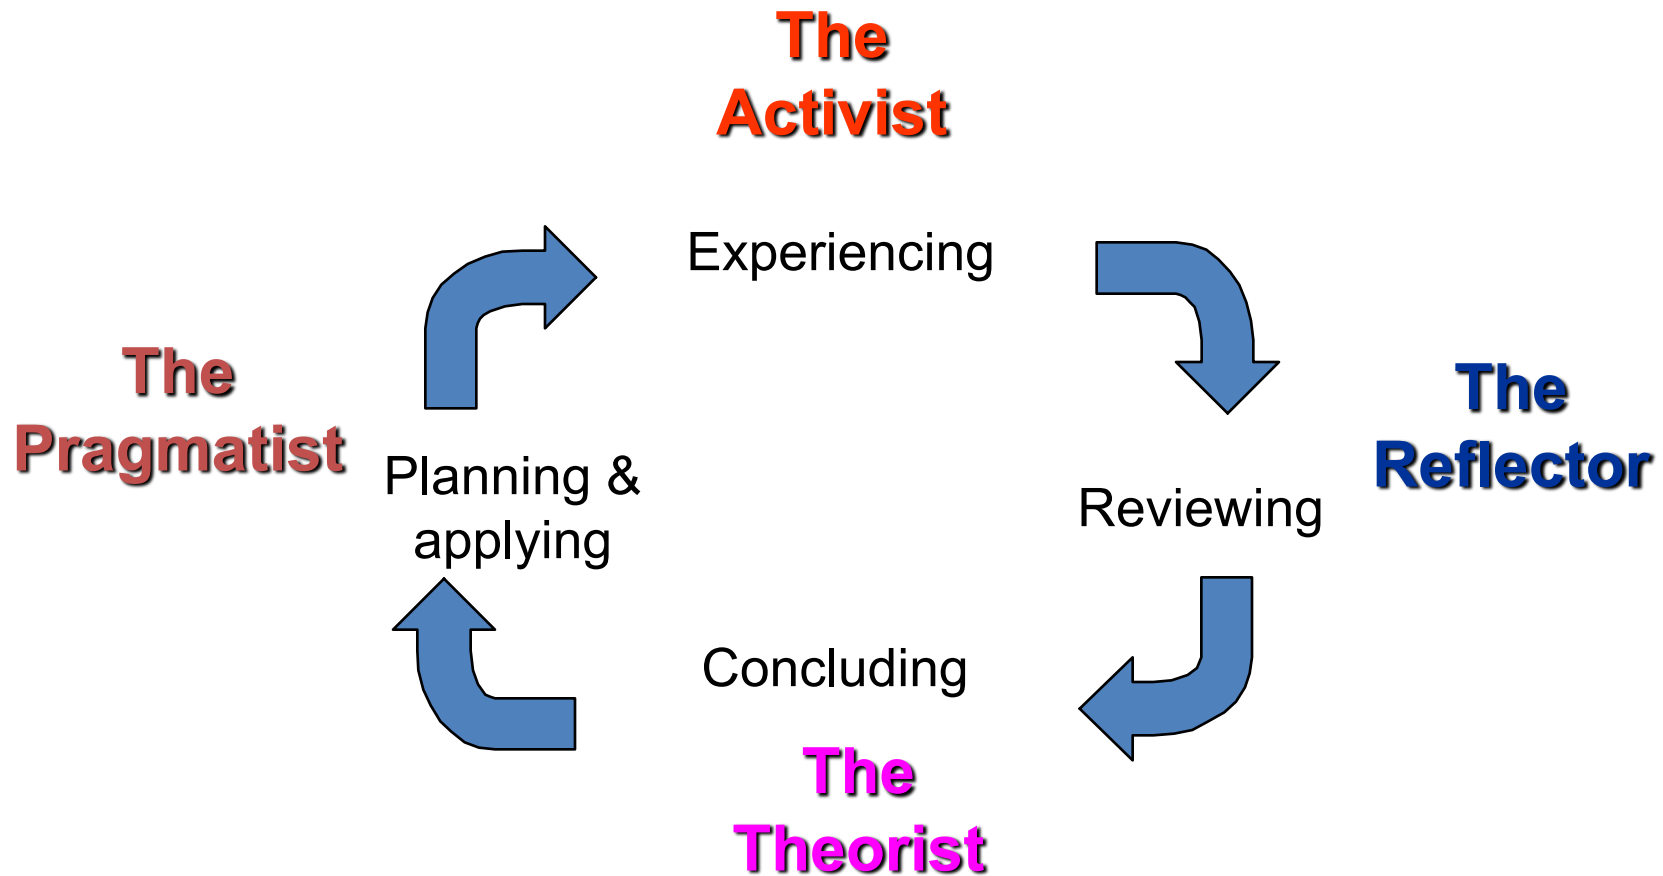 The
Activist
Experiencing
The
Reflector
Reviewing
Concluding
The
Theorist
The
Pragmatist
Planning &
applying